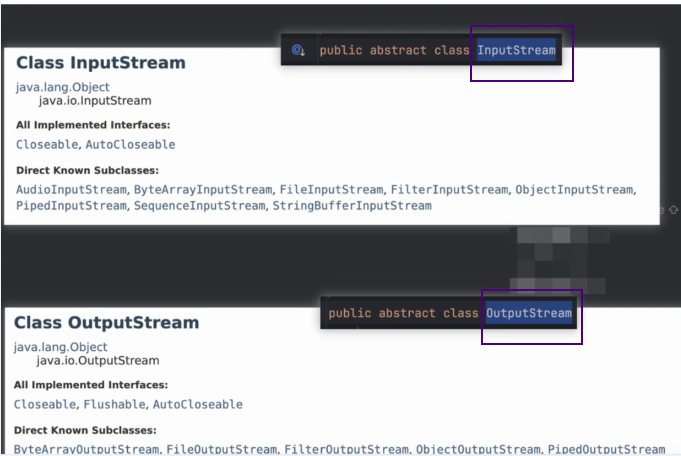 public abstract class InputStream
Class InputStream
java.lang.Object
java.io.InputStream
All Implemented Interfaces:
Closeable, AutoCloseable
Direct Known Subclasses:
AudioInputStream, ByteArrayInputStream, FileInputStream, FilterInputStream, ObjectInputStream,
PipedInputStream, SequenceInputStream, StringBufferInputStream
public abstract class OutputStream
Class OutputStream
java.lang.Object
java.io.OutputStream
All Implemented Interfaces:
Closeable, Flushable, AutoCloseable
Direct Known Subclasses:
ByteArrayOutputStream, FileOutputStream, FilterOutputStream, ObjectOutputStream, PipedOutputStream